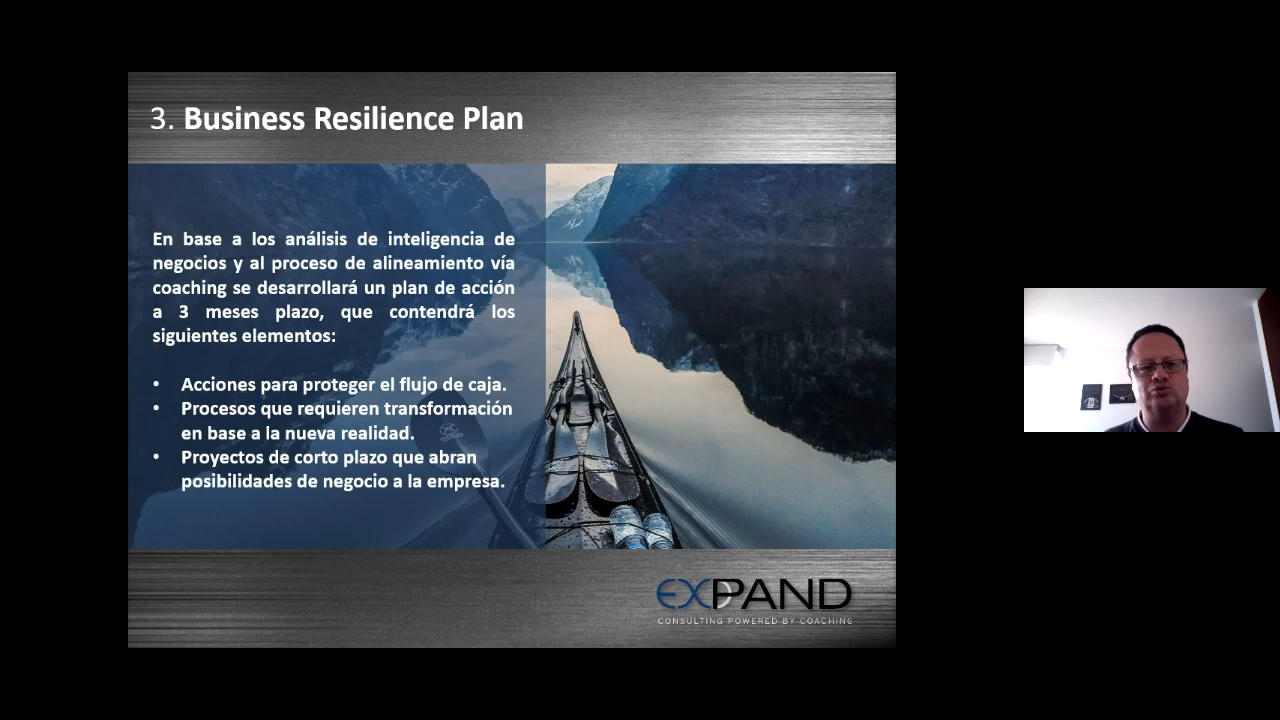 3. Business Resilience Plan
En base a los análisis de inteligencia de
negocios y al proceso de alineamiento vía
coaching se desarrollará un plan de acción
a 3 meses plazo, que contendrá los
siguientes elementos:
• Acciones para proteger el flujo de caja.
• Procesos que requieren transformación
en base a la nueva realidad.
• Proyectos de corto plazo que abran
posibilidades de negocio a la empresa.
EXPAND
CONSULTING POWERED BY COACHING